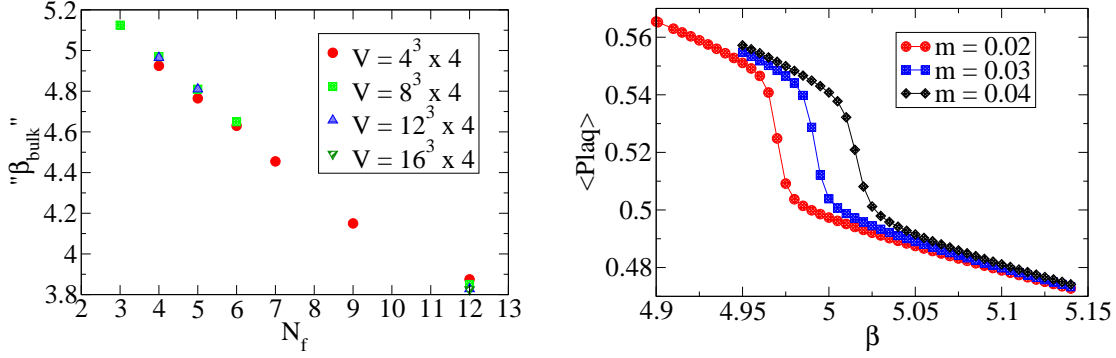 5.2
5
4.8
4.6
4.4
4.2
4
3.8
"β_bulk"
2 3 4 5 6 7 8 9 10 11 12 13
N_f
V = 4^3 x 4
V = 8^3 x 4
V = 12^3 x 4
V = 16^3 x 4
0.56
0.54
0.52
0.5
0.48
<Plaq>
4.9 4.95 5 5.05 5.1 5.15
β
m = 0.02
m = 0.03
m = 0.04